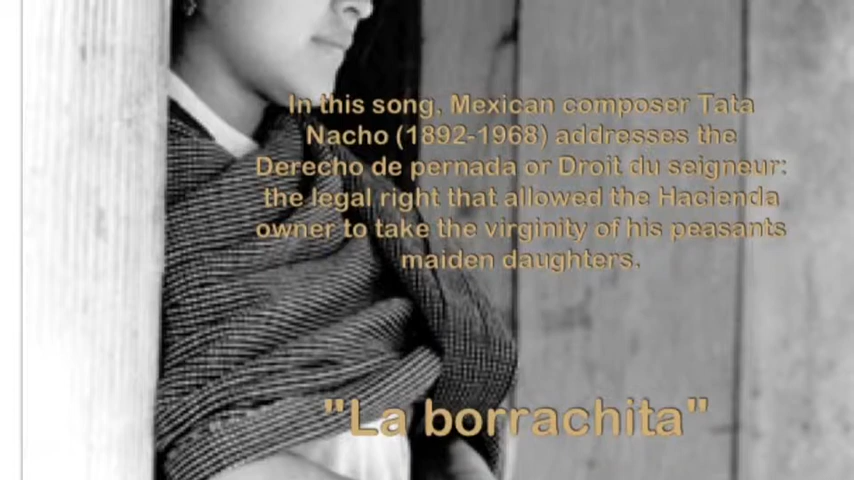 In this song, Mexican composer Tata
Nacho (1892-1968) addresses the
Derecho de pernada or Droit du seigneur:
the legal right that allowed the Hacienda
owner to take the virginity of his peasants
maiden daughters.
"La borrachita"